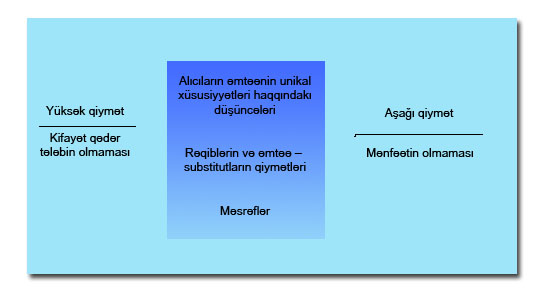 Yüksək qiymət
Kifayət qədər
tələbin olmaması
Alıcıların əmtəənin unikal
xüsusiyyətləri haqqındakı
düşüncələri
Rəqiblərin və əmtəə –
substitutların qiymətləri
Məsrəflər
Aşağı qiymət
Mənfəətin olmaması